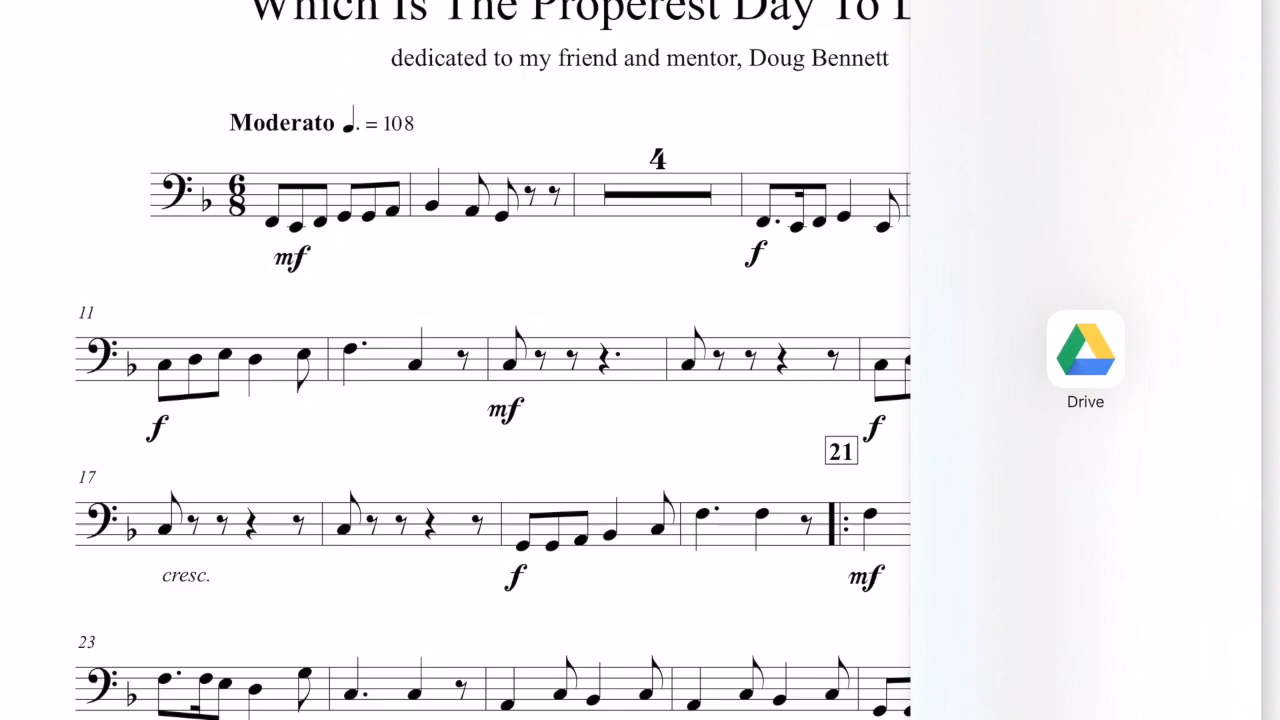 Which Is The Properest Day To
dedicated to my friend and mentor, Doug Bennett
Moderato ♩. = 108
4
6
8
mf
f
11
f
mf
f
21
17
cresc.
f
mf
23
Drive